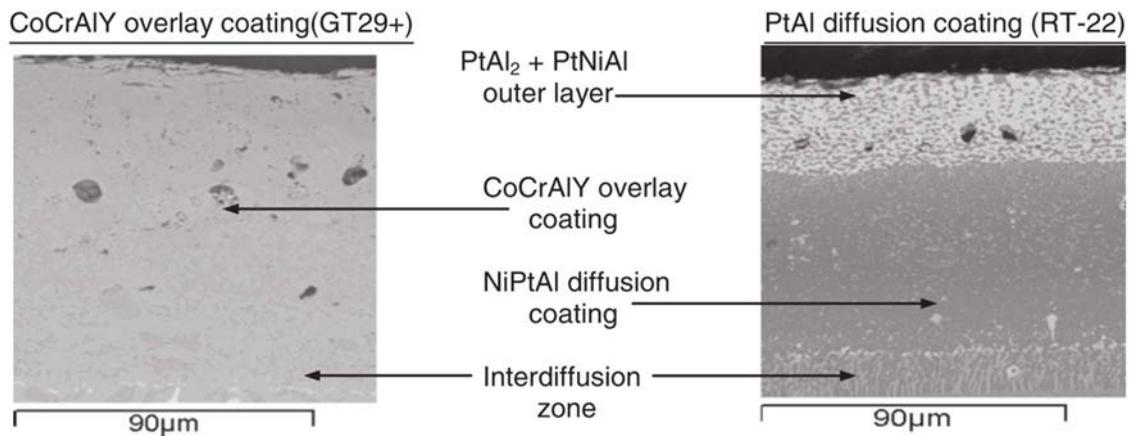 CoCrAlY overlay coating(GT29+)
PtAl₂ + PtNiAl
outer layer
CoCrAlY overlay
coating
NiPtAl diffusion
coating
Interdiffusion
zone
90µm
PtAl diffusion coating (RT-22)
90µm